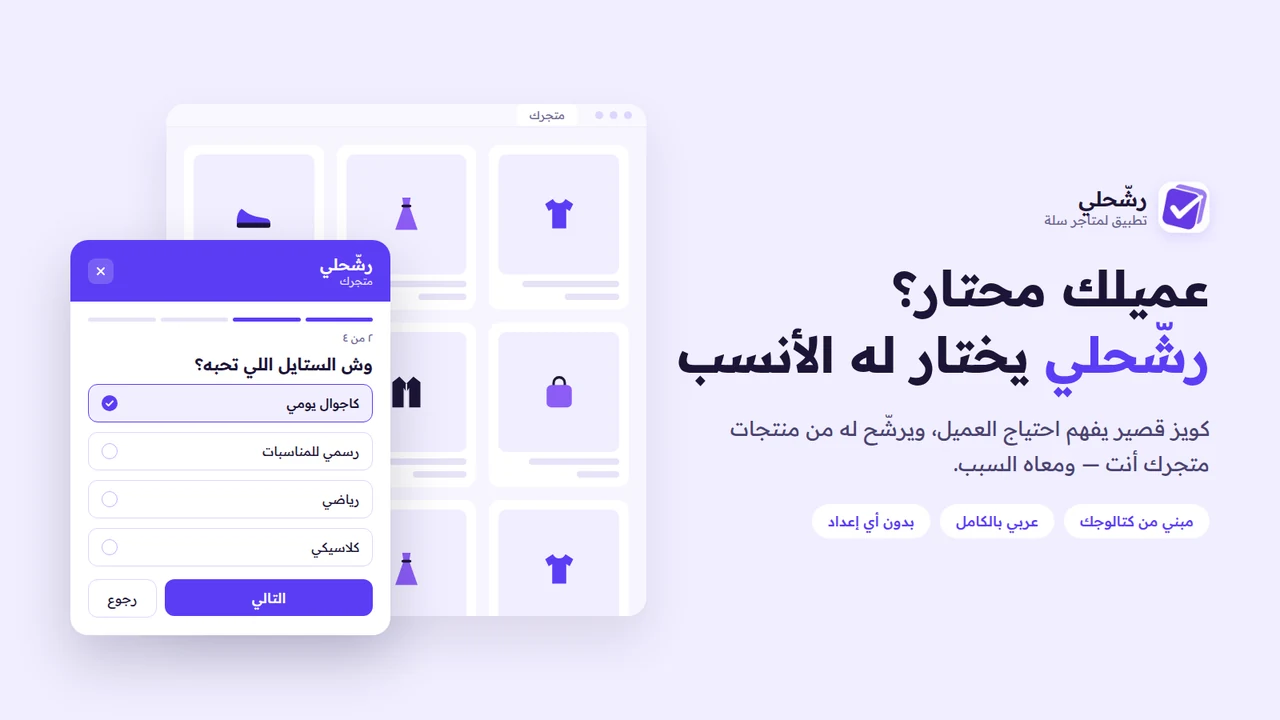 رشّحلي
تطبيق لمتاجر سلة
عميلك محتار؟
رشّحلي يختار له الأنسب
كويز قصير يفهم احتياج العميل، ويرشّح له من منتجات
متجرك أنت — ومعاه السبب.
مبني من كتالوجك
عربي بالكامل
بدون أي إعداد
متجرك
رشّحلي
متجرك
٢ من ٤
وش الستايل اللي تحبه؟
كاجوال يومي
رسمي للمناسبات
رياضي
كلاسيكي
التالي
رجوع